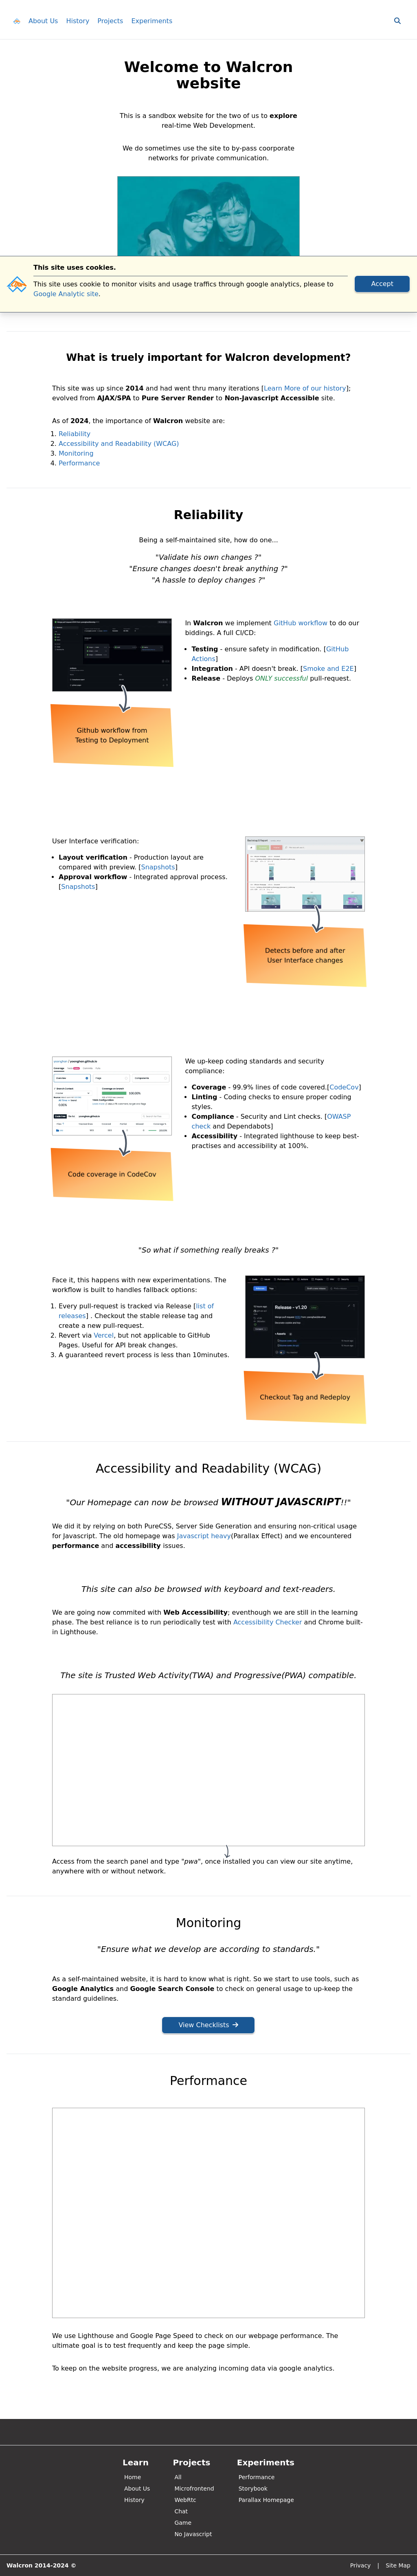 About Us History Projects Experiments
Welcome to Walcron
website
This is a sandbox website for the two of us to explore
real-time Web Development.
We do sometimes use the site to by-pass coorporate
networks for private communication.
This site uses cookies.
This site uses cookie to monitor visits and usage traffics through google analytics, please to
Google Analytic site.
Accept
What is truely important for Walcron development?
This site was up since 2014 and had went thru many iterations [Learn More of our history];
evolved from AJAX/SPA to Pure Server Render to Non-Javascript Accessible site.
As of 2024, the importance of Walcron website are:
1. Reliability
2. Accessibility and Readability (WCAG)
3. Monitoring
4. Performance
Reliability
Being a self-maintained site, how do one...
"Validate his own changes ?"
"Ensure changes doesn't break anything ?"
"A hassle to deploy changes ?"
Github workflow from
Testing to Deployment
In Walcron we implement GitHub workflow to do our
biddings. A full CI/CD:
• Testing - ensure safety in modification. [GitHub
Actions]
• Integration - API doesn't break. [Smoke and E2E]
• Release - Deploys ONLY successful pull-request.
User Interface verification:
• Layout verification - Production layout are
compared with preview. [Snapshots]
• Approval workflow - Integrated approval process.
[Snapshots]
Detects before and after
User Interface changes
Code coverage in CodeCov
We up-keep coding standards and security
compliance:
• Coverage - 99.9% lines of code covered.[CodeCov]
• Linting - Coding checks to ensure proper coding
styles.
• Compliance - Security and Lint checks. [OWASP
check and Dependabots]
• Accessibility - Integrated lighthouse to keep best-
practises and accessibility at 100%.
"So what if something really breaks ?"
Face it, this happens with new experimentations. The
workflow is built to handles fallback options:
1. Every pull-request is tracked via Release [list of
releases] . Checkout the stable release tag and
create a new pull-request.
2. Revert via Vercel, but not applicable to GitHub
Pages. Useful for API break changes.
3. A guaranteed revert process is less than 10minutes.
Release - v1.20
Checkout Tag and Redeploy
Accessibility and Readability (WCAG)
"Our Homepage can now be browsed WITHOUT JAVASCRIPT!!"
We did it by relying on both PureCSS, Server Side Generation and ensuring non-critical usage
for Javascript. The old homepage was Javascript heavy(Parallax Effect) and we encountered
performance and accessibility issues.
This site can also be browsed with keyboard and text-readers.
We are going now commited with Web Accessibility; eventhough we are still in the learning
phase. The best reliance is to run periodically test with Accessibility Checker and Chrome built-
in Lighthouse.
The site is Trusted Web Activity(TWA) and Progressive(PWA) compatible.
Access from the search panel and type "pwa", once installed you can view our site anytime,
anywhere with or without network.
Monitoring
"Ensure what we develop are according to standards."
As a self-maintained website, it is hard to know what is right. So we start to use tools, such as
Google Analytics and Google Search Console to check on general usage to up-keep the
standard guidelines.
View Checklists
Performance
We use Lighthouse and Google Page Speed to check on our webpage performance. The
ultimate goal is to test frequently and keep the page simple.
To keep on the website progress, we are analyzing incoming data via google analytics.
Learn
Home
About Us
History
Projects
All
Microfrontend
WebRtc
Chat
Game
No Javascript
Experiments
Performance
Storybook
Parallax Homepage
Walcron 2014-2024 ©
Privacy | Site Map